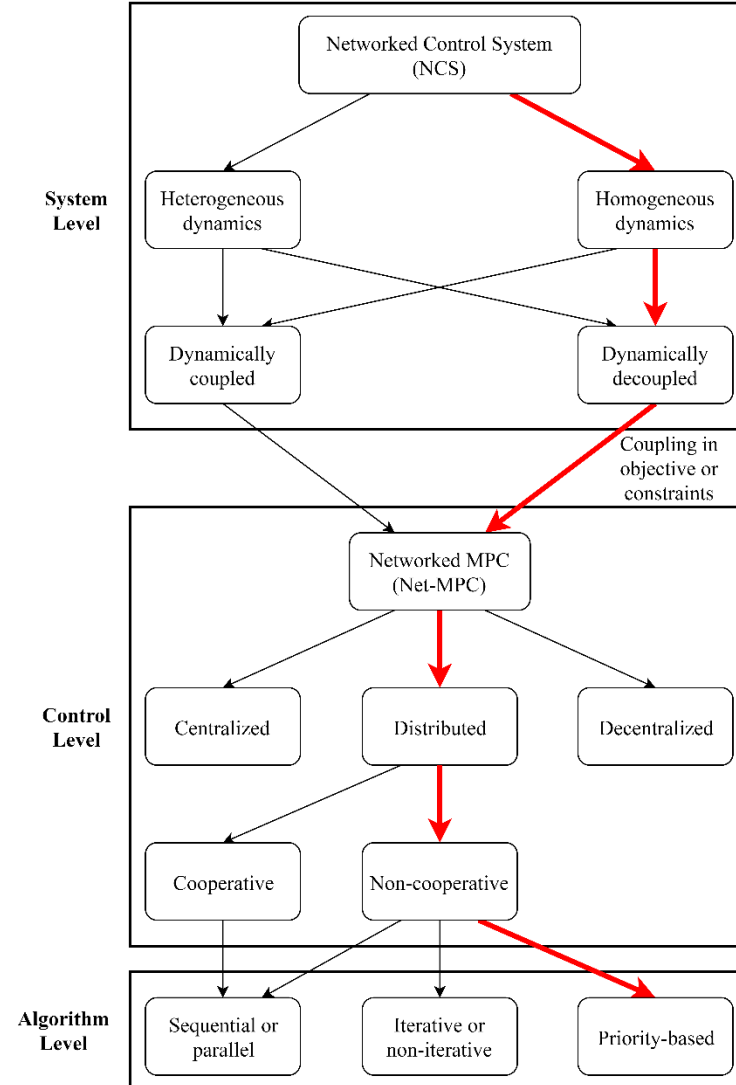 Networked Control System
(NCS)
System
Level
Heterogeneous
dynamics
Homogeneous
dynamics
Dynamically
coupled
Dynamically
decoupled
Coupling in
objective or
constraints
Networked MPC
(Net-MPC)
Control
Level
Centralized
Distributed
Decentralized
Cooperative
Non-cooperative
Algorithm
Level
Sequential or
parallel
Iterative or
non-iterative
Priority-based